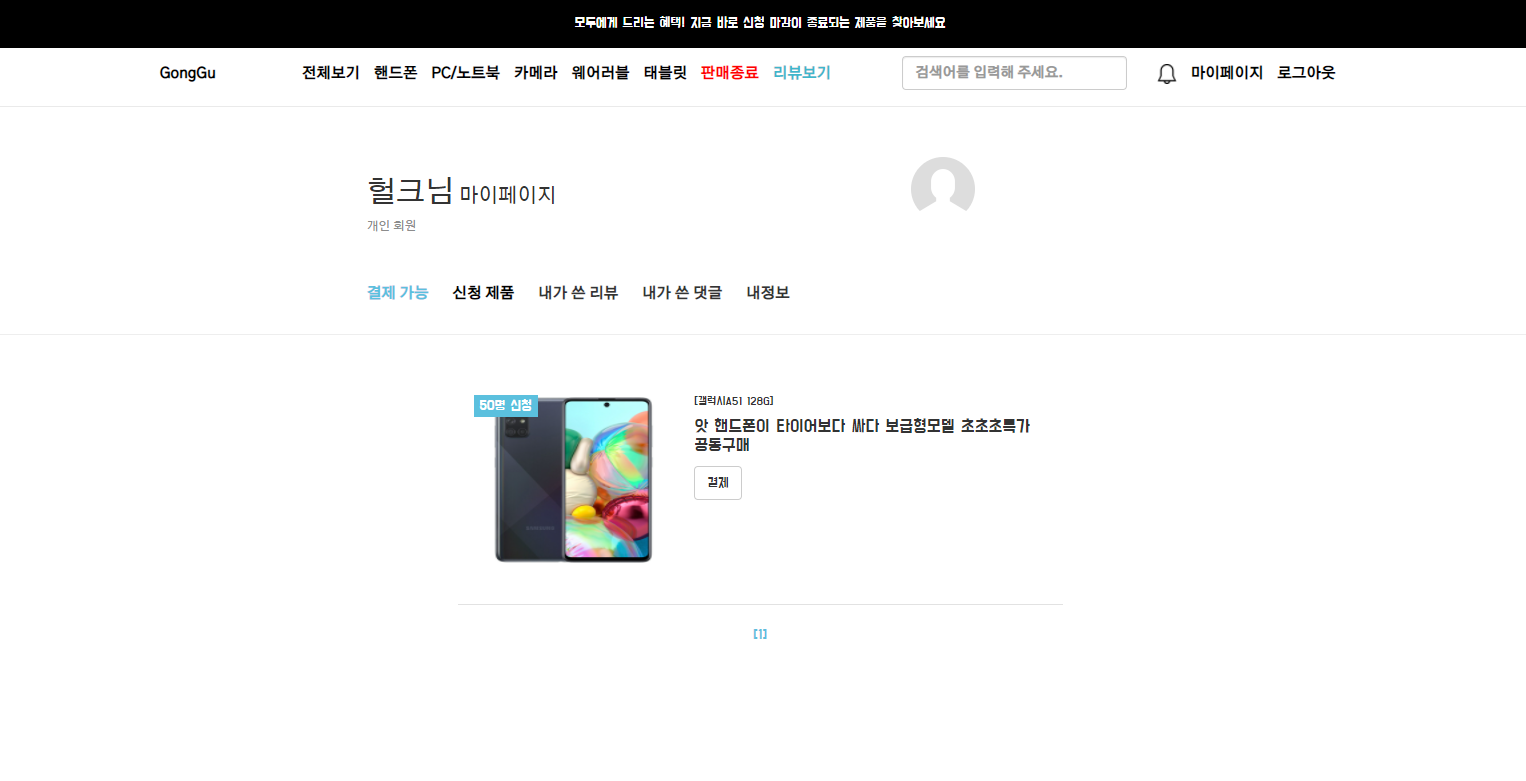 모두에게 드리는 혜택! 지금 바로 신청 마감이 종료되는 제품을 찾아보세요
GongGu 전체보기 핸드폰 PC/노트북 카메라 웨어러블 태블릿 판매종료 리뷰보기 검색어를 입력해 주세요. 마이페이지 로그아웃
헐크님 마이페이지
개인 회원
결제 가능 신청 제품 내가 쓴 리뷰 내가 쓴 댓글 내정보
50명 신청
[갤럭시A51 128G]
앗 핸드폰이 타이어보다 싸다 보급형모델 초초초특가
공동구매
결제
SAMSUNG
[1]